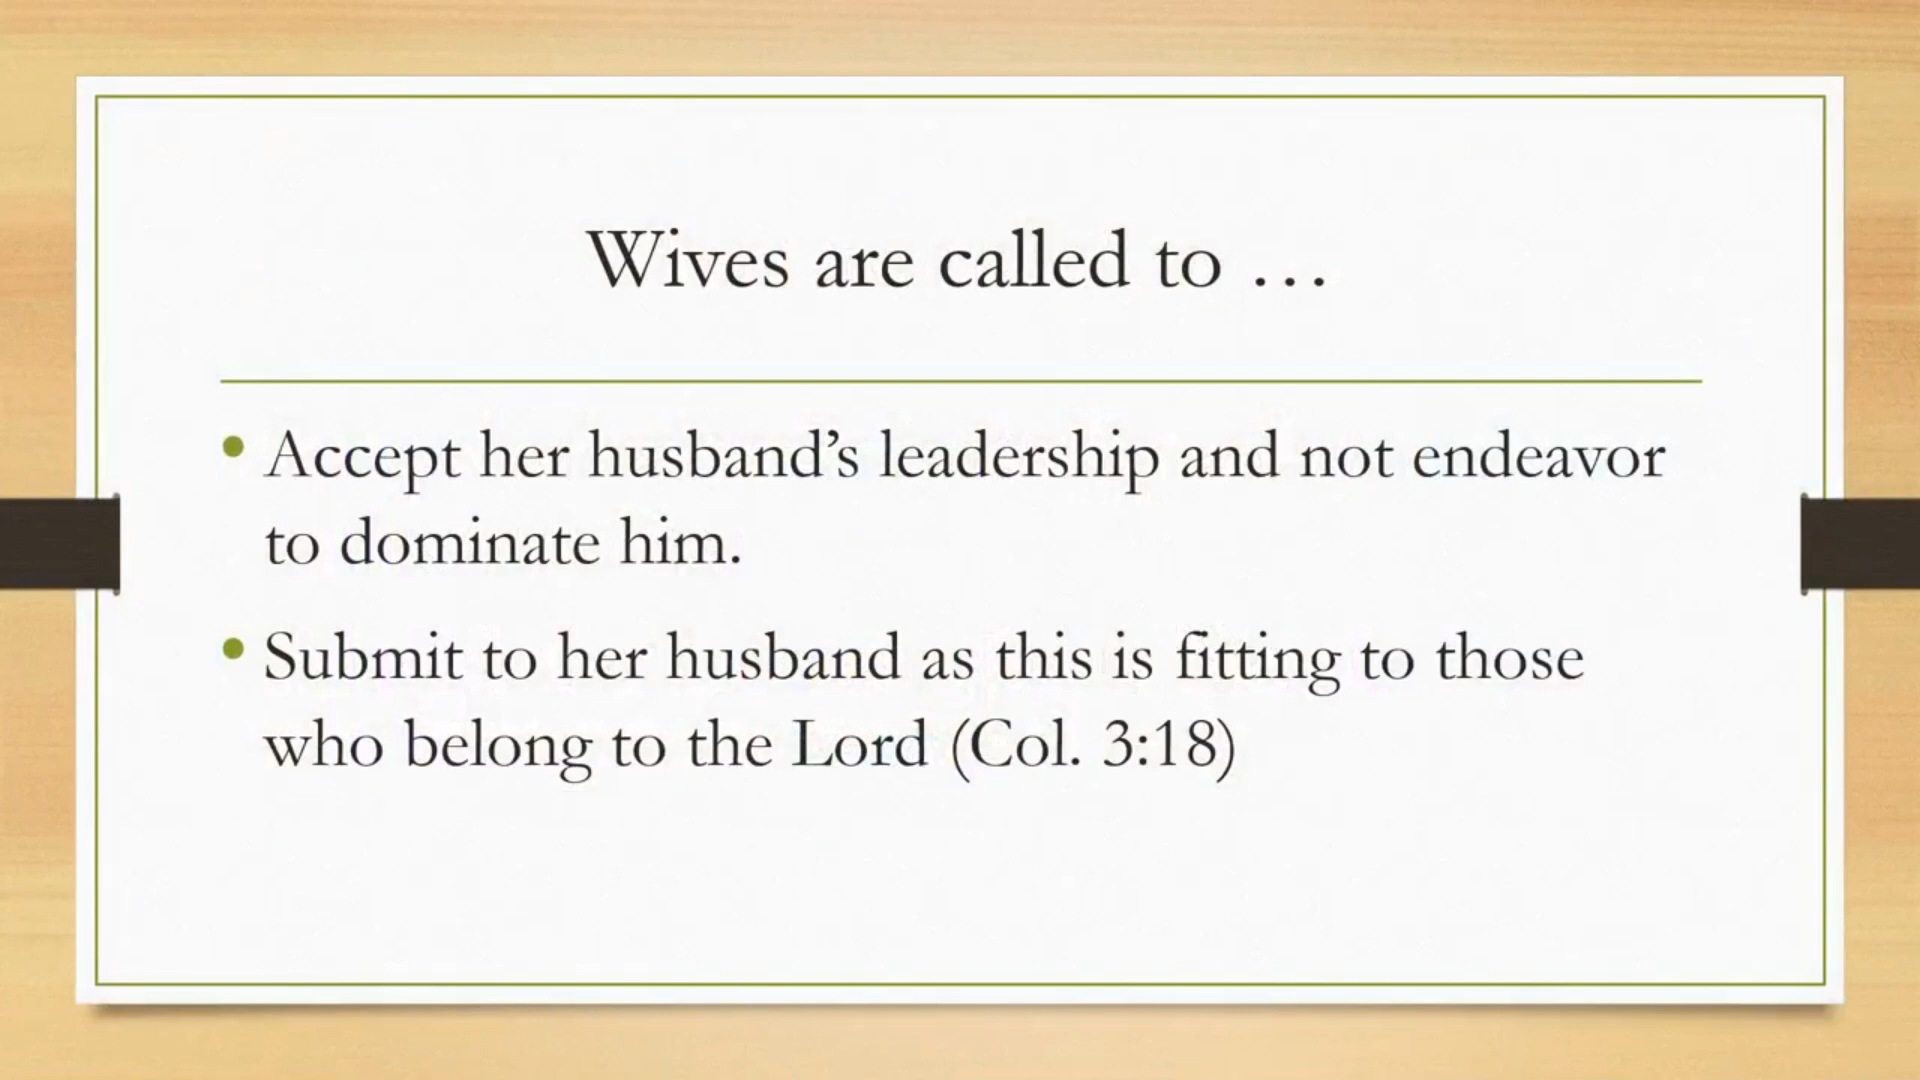 Wives are called to …
• Accept her husband’s leadership and not endeavor
to dominate him.
• Submit to her husband as this is fitting to those
who belong to the Lord (Col. 3:18)